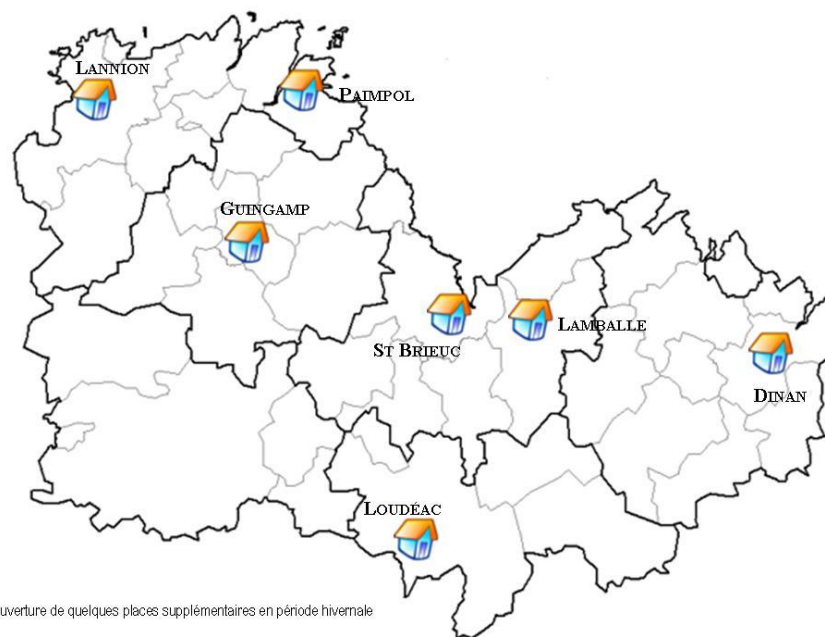 LANNION
PAIMPOL
GUINGAMP
ST BRIEUC
LAMBALLE
DINAN
LOUDÉAC
uverture de quelques places supplémentaires en période hivernale